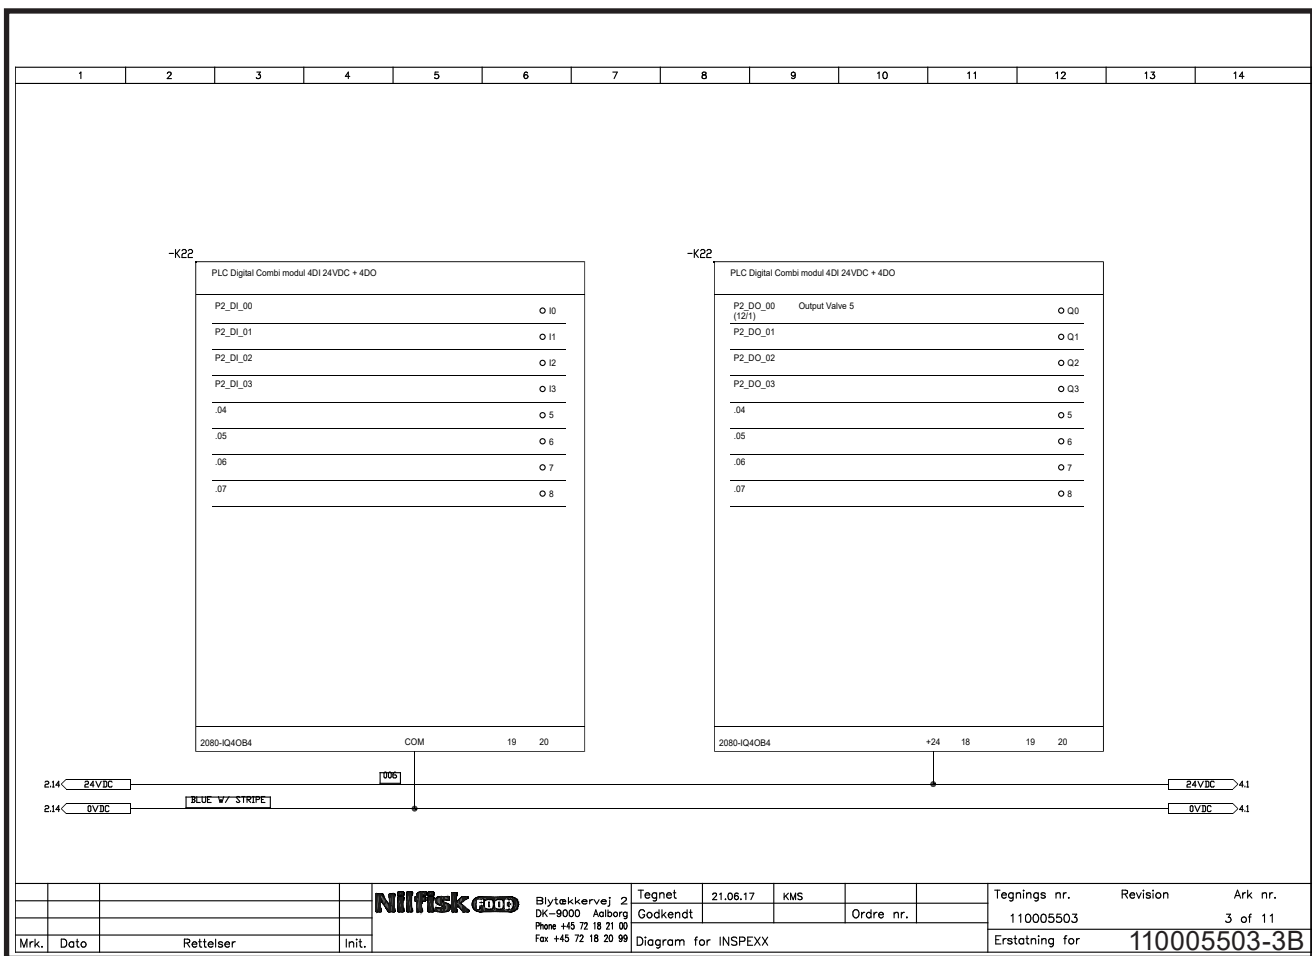 1 2 3 4 5 6 7 8 9 10 11 12 13 14
-K22
PLC Digital Combi modul 4DI 24VDC + 4DO
P2_DI_00 I0
P2_DI_01 I1
P2_DI_02 I2
P2_DI_03 I3
.04 5
.05 6
.06 7
.07 8
2080-IQ4OB4 COM 19 20
-K22
PLC Digital Combi modul 4DI 24VDC + 4DO
P2_DO_00 Output Valve 5 Q0
(12/1)
P2_DO_01 Q1
P2_DO_02 Q2
P2_DO_03 Q3
.04 5
.05 6
.06 7
.07 8
2080-IQ4OB4 +24 18 19 20
006
2.14 24VDC 24VDC 4.1
BLUE W/ STRIPE
2.14 0VDC 0VDC 4.1
Mrk. Dato Rettelser Init.
Nilfisk FOOD
Blytækkervej 2
DK-9000 Aalborg
Phone +45 72 18 21 00
Fax +45 72 18 20 99
Tegnet 21.06.17 KMS
Godkendt Ordre nr.
Diagram for INSPEXX
Tegnings nr. Revision Ark nr.
110005503 3 of 11
Erstatning for 110005503-3B